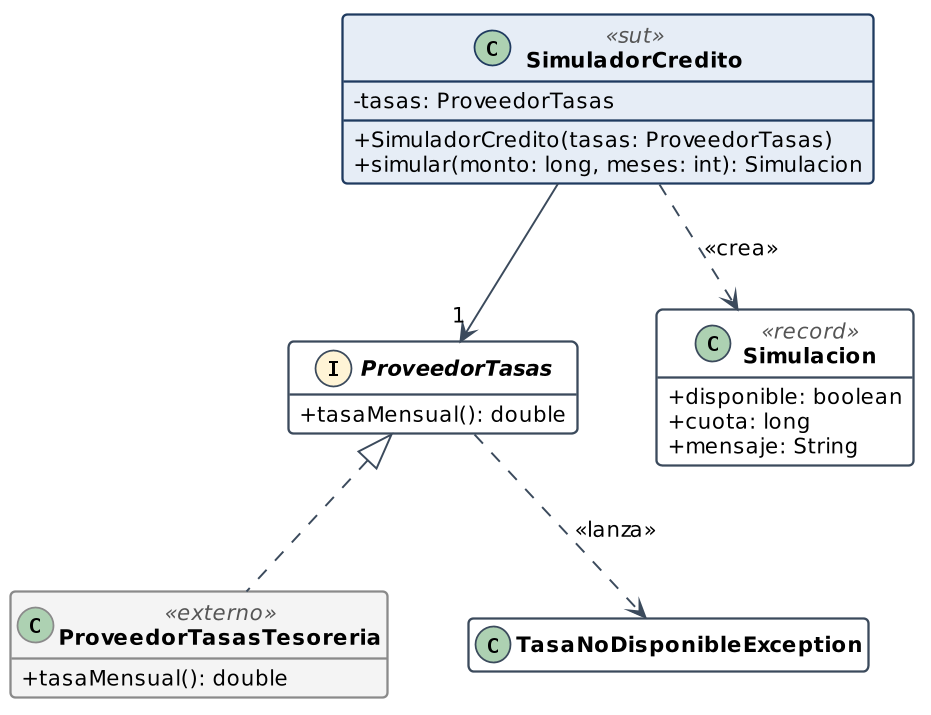 C
«sut»
SimuladorCredito
-tasas: ProveedorTasas
+SimuladorCredito(tasas: ProveedorTasas)
+simular(monto: long, meses: int): Simulacion
«crea»
1
C
«record»
Simulacion
+disponible: boolean
+cuota: long
+mensaje: String
I
ProveedorTasas
+tasaMensual(): double
«lanza»
C
«externo»
ProveedorTasasTesoreria
+tasaMensual(): double
C
TasaNoDisponibleException